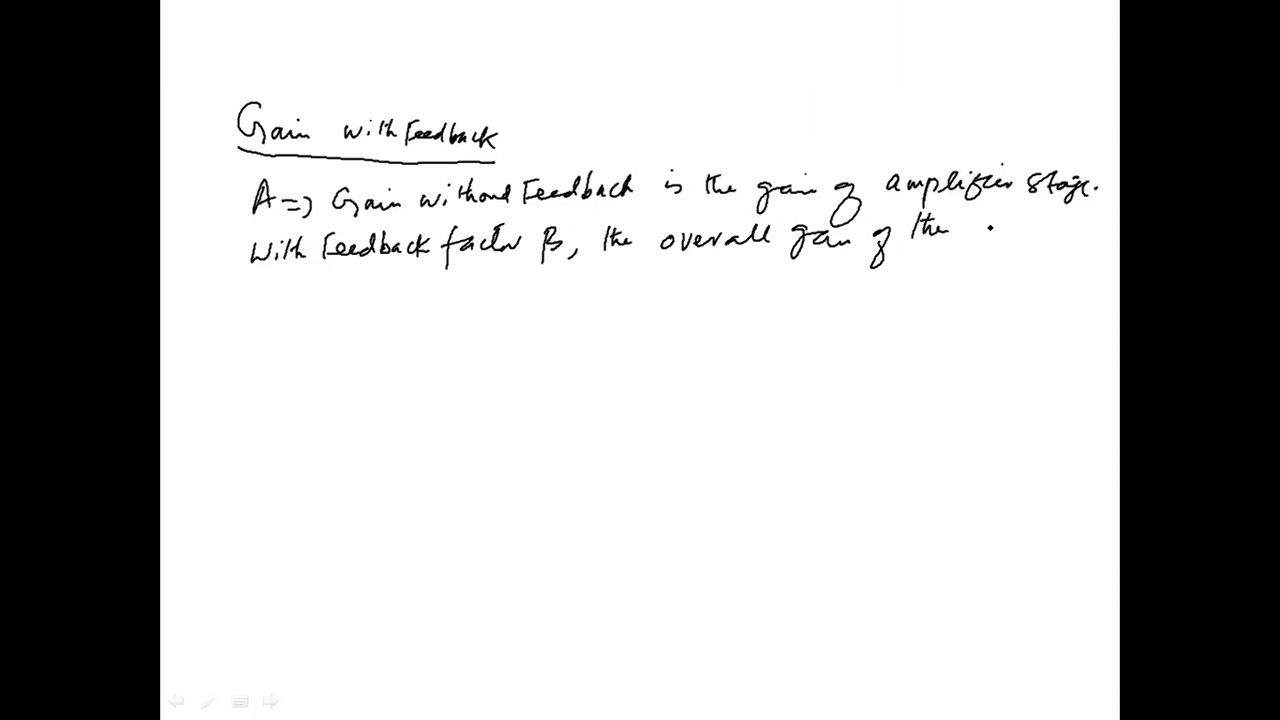 Gain with Feedback
A => Gain without Feedback is the gain of amplifier stage.
With Feedback factor β, the overall gain of the